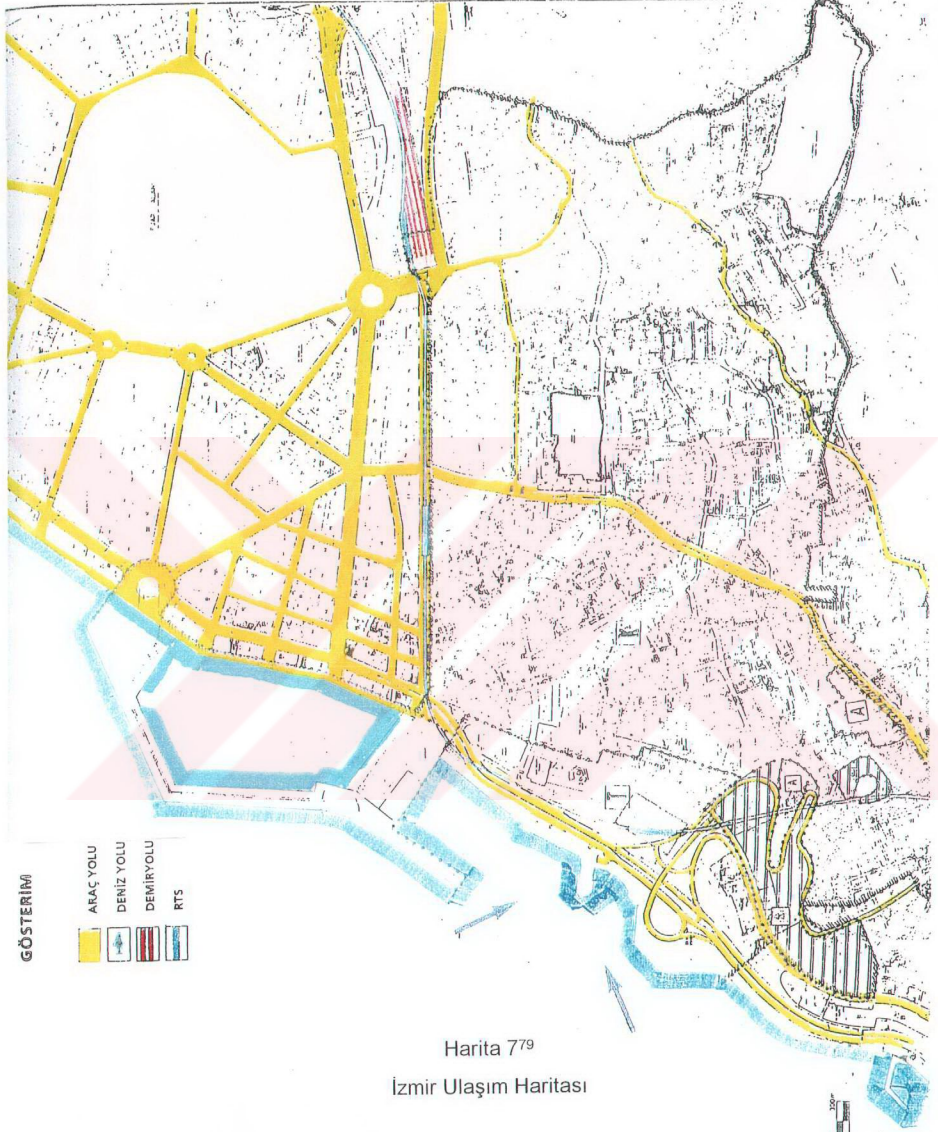 GÖSTERİM
ARAÇ YOLU
DENİZ YOLU
DEMİRYOLU
RTS
A
A
Harita 7⁷⁹
İzmir Ulaşım Haritası